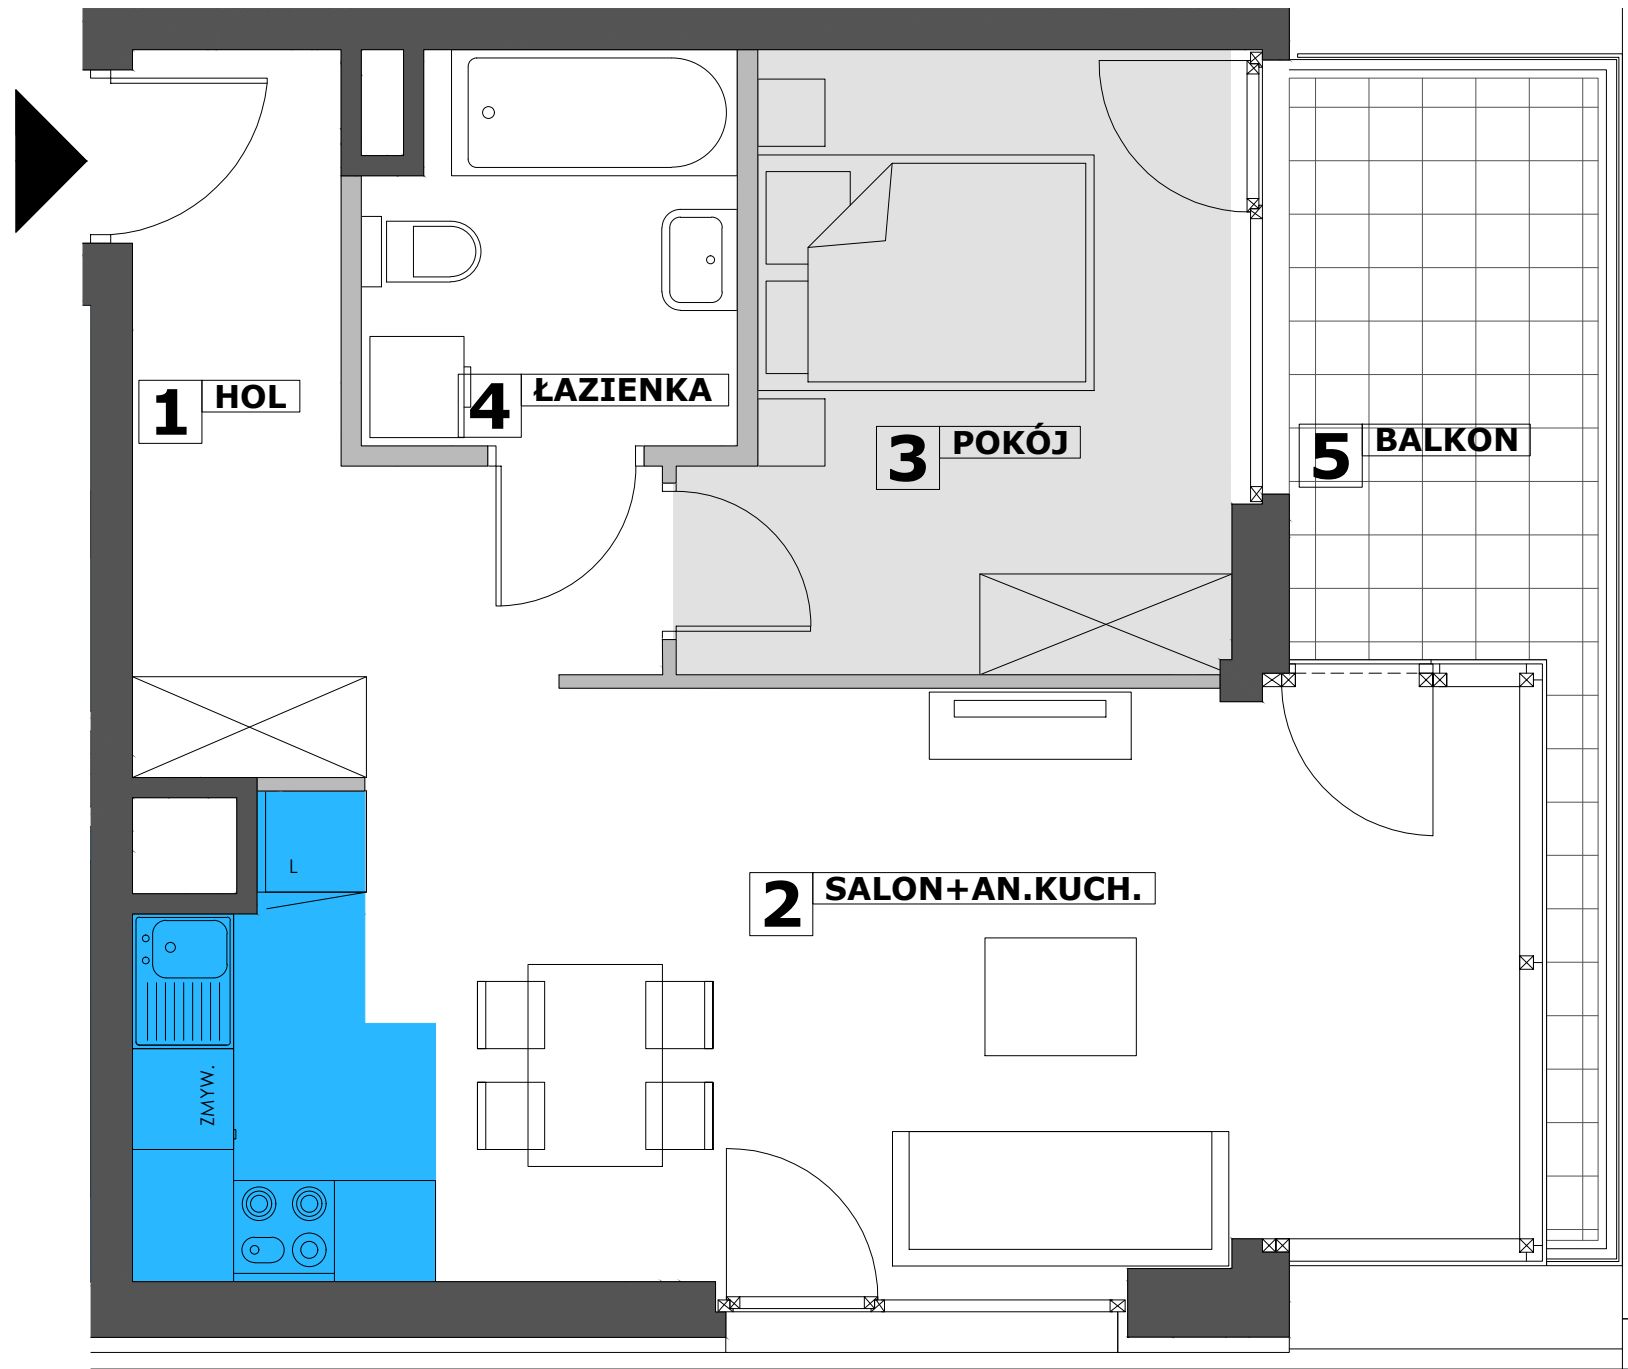 1 HOL
4 ŁAZIENKA
3 POKÓJ
5 BALKON
L
2 SALON+AN.KUCH.
ZMYW.